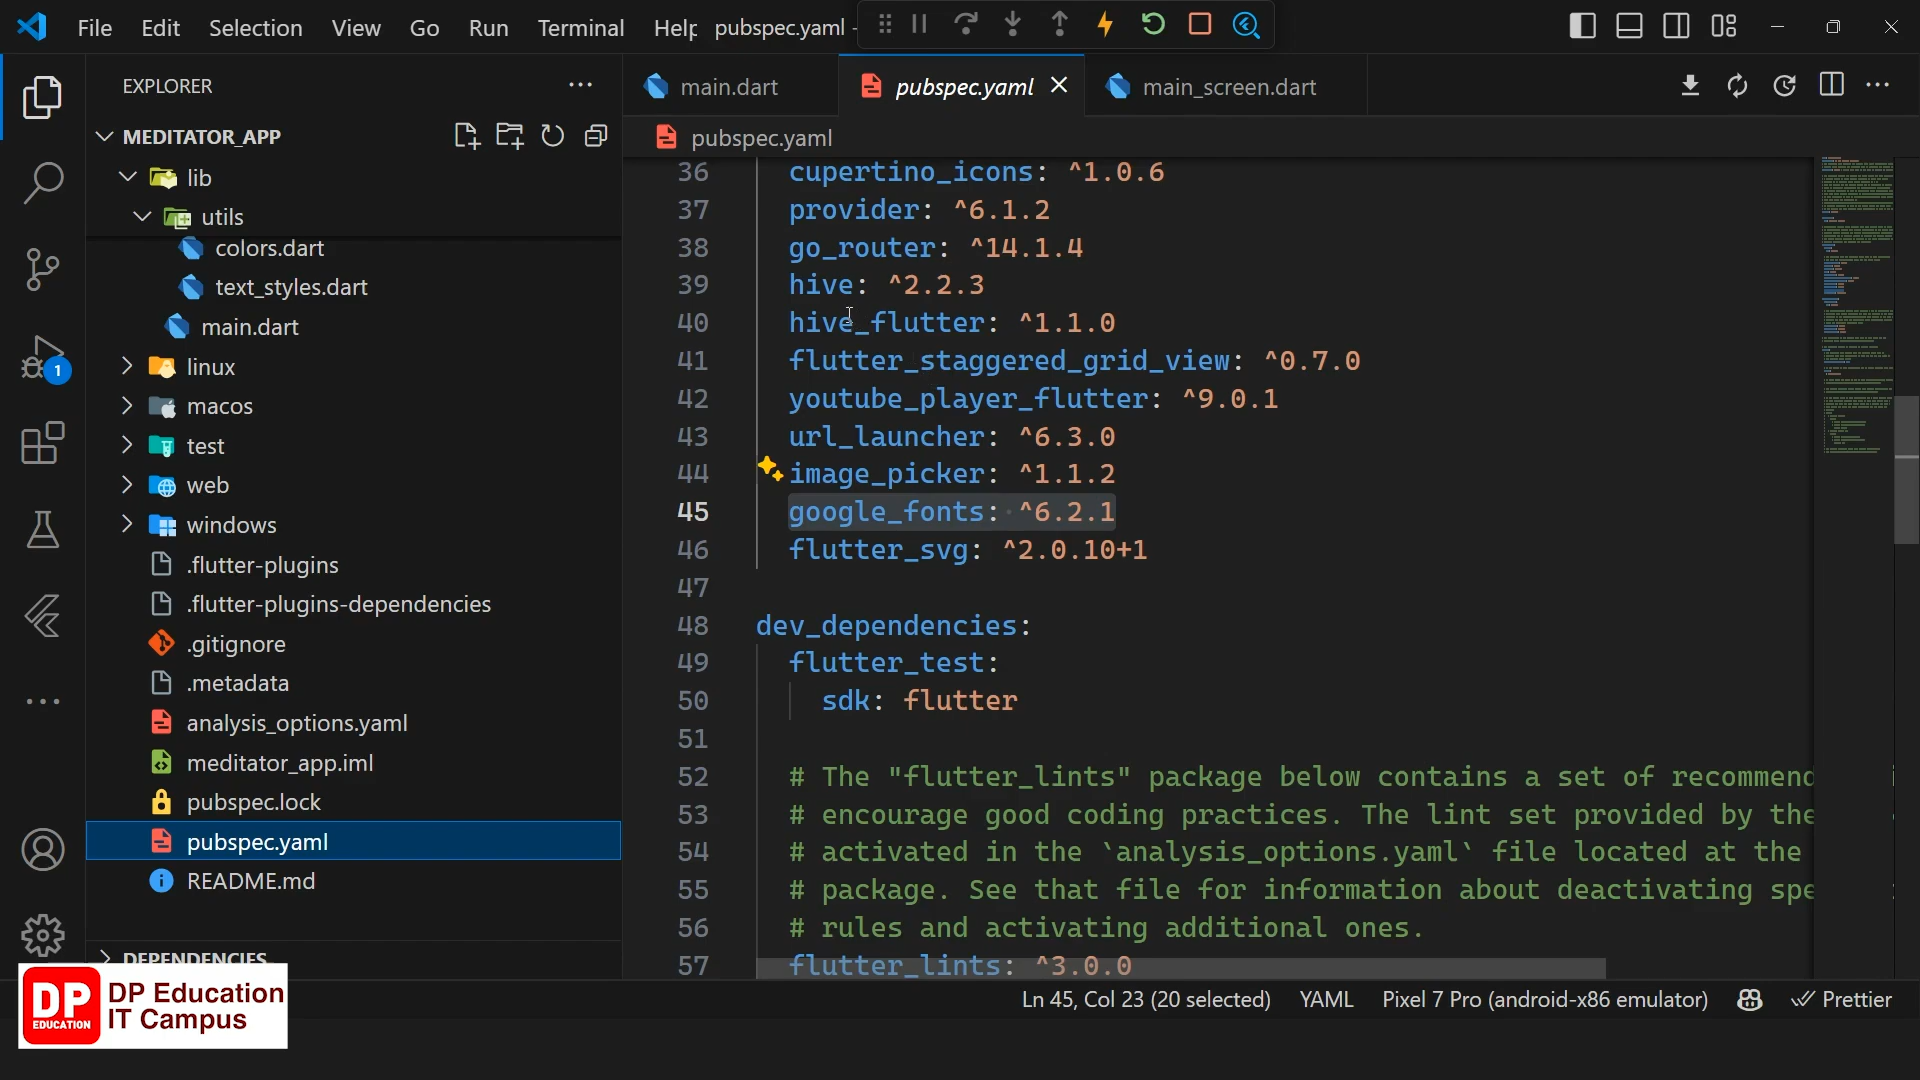 File Edit Selection View Go Run Terminal Help pubspec.yaml -
EXPLORER
MEDITATOR_APP
lib
utils
colors.dart
text_styles.dart
main.dart
linux
macos
test
web
windows
.flutter-plugins
.flutter-plugins-dependencies
.gitignore
.metadata
analysis_options.yaml
meditator_app.iml
pubspec.lock
pubspec.yaml
README.md
DEPENDENCIES
1
main.dart pubspec.yaml main_screen.dart
pubspec.yaml
36 cupertino_icons: ^1.0.6
37 provider: ^6.1.2
38 go_router: ^14.1.4
39 hive: ^2.2.3
40 hive_flutter: ^1.1.0
41 flutter_staggered_grid_view: ^0.7.0
42 youtube_player_flutter: ^9.0.1
43 url_launcher: ^6.3.0
44 image_picker: ^1.1.2
45 google_fonts: ^6.2.1
46 flutter_svg: ^2.0.10+1
47
48 dev_dependencies:
49 flutter_test:
50 sdk: flutter
51
52 # The "flutter_lints" package below contains a set of recommend
53 # encourage good coding practices. The lint set provided by the
54 # activated in the `analysis_options.yaml` file located at the
55 # package. See that file for information about deactivating spe
56 # rules and activating additional ones.
57 flutter_lints: ^3.0.0
Ln 45, Col 23 (20 selected) YAML Pixel 7 Pro (android-x86 emulator) Prettier
DP
EDUCATION
DP Education
IT Campus